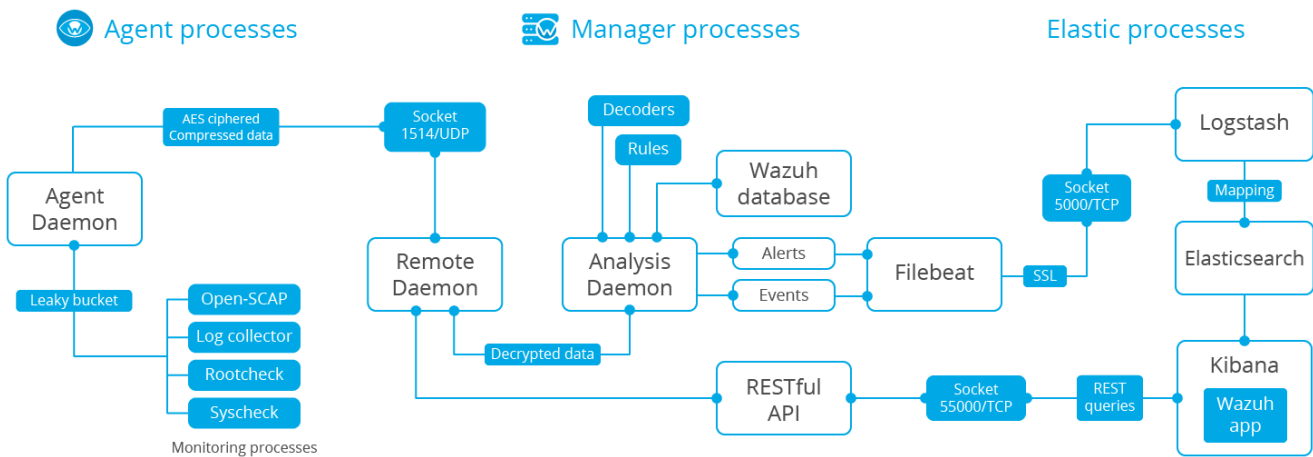 Agent processes
Manager processes
Elastic processes
AES ciphered
Compressed data
Socket
1514/UDP
Agent
Daemon
Leaky bucket
Open-SCAP
Log collector
Rootcheck
Syscheck
Monitoring processes
Remote
Daemon
Decrypted data
Decoders
Rules
Wazuh
database
Analysis
Daemon
Alerts
Events
Filebeat
SSL
Socket
5000/TCP
Logstash
Mapping
Elasticsearch
RESTful
API
Socket
55000/TCP
REST
queries
Kibana
Wazuh
app